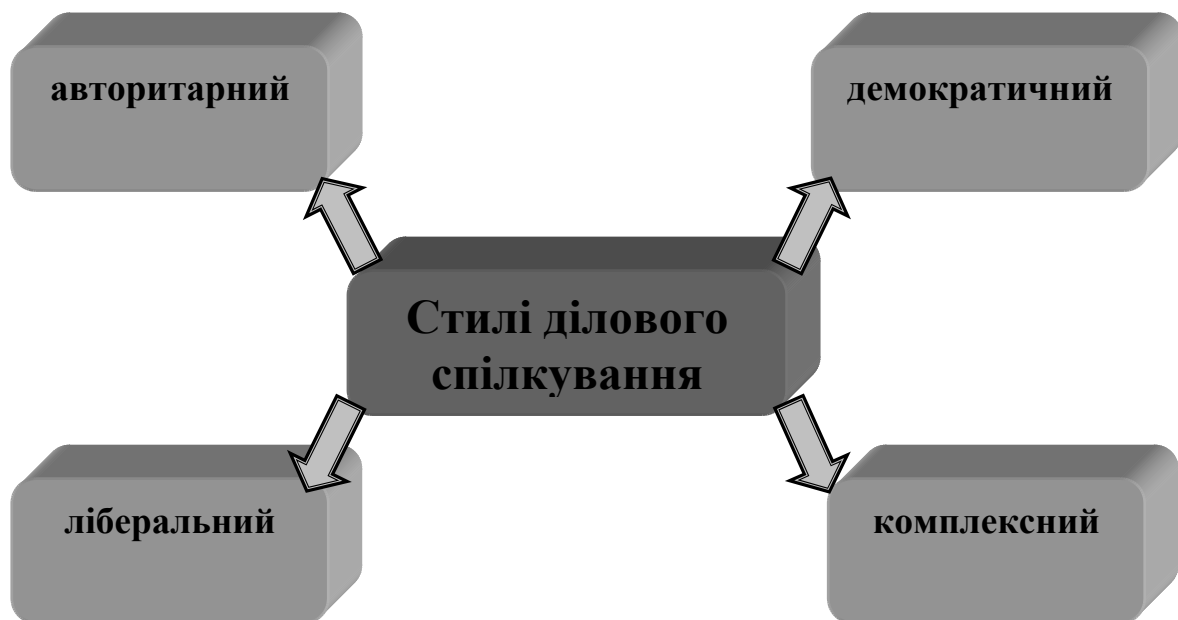 авторитарний
демократичний
Стилі ділового
спілкування
ліберальний
комплексний